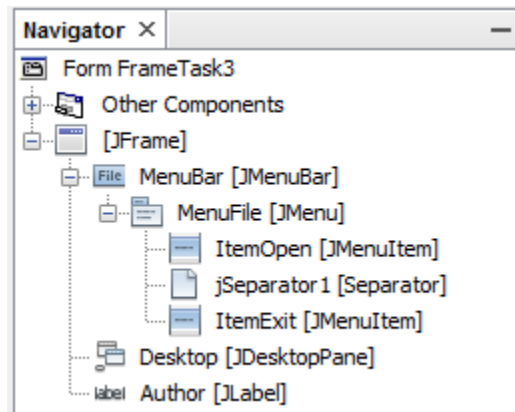 Navigator ×
Form FrameTask3
Other Components
[JFrame]
File MenuBar [JMenuBar]
MenuFile [JMenu]
ItemOpen [JMenuItem]
jSeparator1 [Separator]
ItemExit [JMenuItem]
Desktop [JDesktopPane]
label Author [JLabel]